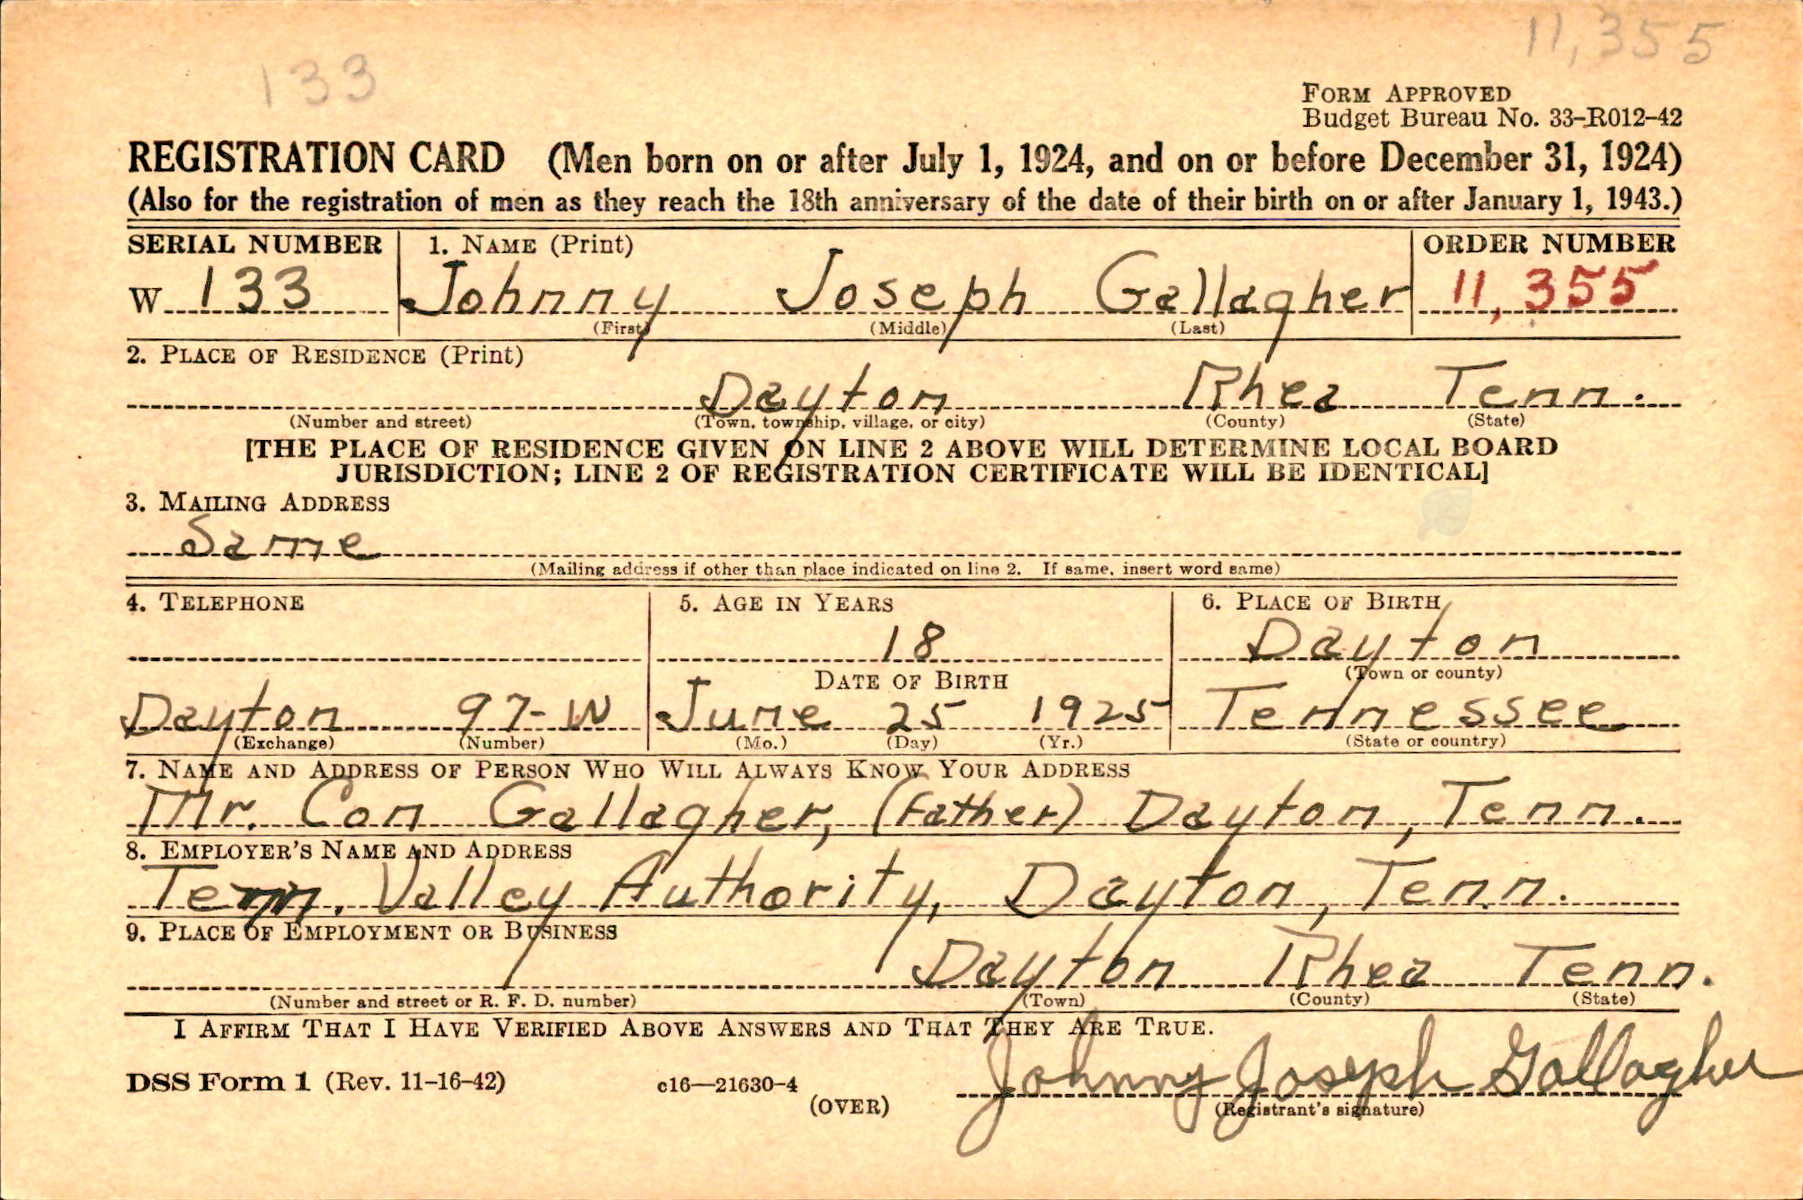 133 11,355
FORM APPROVED
Budget Bureau No. 33-R012-42
REGISTRATION CARD (Men born on or after July 1, 1924, and on or before December 31, 1924)
(Also for the registration of men as they reach the 18th anniversary of the date of their birth on or after January 1, 1943.)
SERIAL NUMBER 1. NAME (Print) ORDER NUMBER
W 133 Johnny Joseph Gallagher 11,355
(First) (Middle) (Last)
2. PLACE OF RESIDENCE (Print)
Dayton Rhea Tenn.
(Number and street) (Town, township, village, or city) (County) (State)
[THE PLACE OF RESIDENCE GIVEN ON LINE 2 ABOVE WILL DETERMINE LOCAL BOARD
JURISDICTION; LINE 2 OF REGISTRATION CERTIFICATE WILL BE IDENTICAL]
3. MAILING ADDRESS
Same
(Mailing address if other than place indicated on line 2. If same, insert word same)
4. TELEPHONE 5. AGE IN YEARS 6. PLACE OF BIRTH
18 Dayton
DATE OF BIRTH (Town or county)
Dayton 97-W June 25 1925 Tennessee
(Exchange) (Number) (Mo.) (Day) (Yr.) (State or country)
7. NAME AND ADDRESS OF PERSON WHO WILL ALWAYS KNOW YOUR ADDRESS
Mr. Con Gallagher, (Father) Dayton, Tenn.
8. EMPLOYER'S NAME AND ADDRESS
Tenn. Valley Authority, Dayton, Tenn.
9. PLACE OF EMPLOYMENT OR BUSINESS
Dayton Rhea Tenn.
(Number and street or R. F. D. number) (Town) (County) (State)
I AFFIRM THAT I HAVE VERIFIED ABOVE ANSWERS AND THAT THEY ARE TRUE.
DSS Form 1 (Rev. 11-16-42) c16—21630-4 Johnny Joseph Gallagher
(OVER) (Registrant's signature)